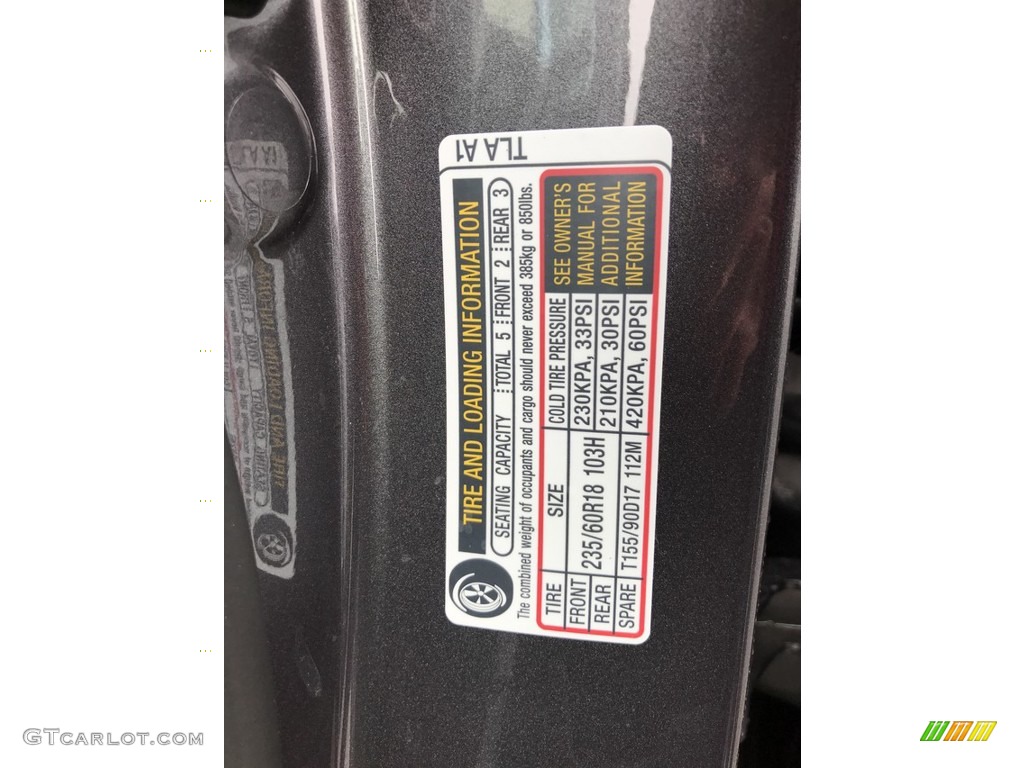 TLA A1
TIRE AND LOADING INFORMATION
SEATING CAPACITY TOTAL 5 FRONT 2 REAR 3
The combined weight of occupants and cargo should never exceed 385kg or 850lbs.
TIRE SIZE COLD TIRE PRESSURE SEE OWNER'S
FRONT 235/60R18 103H 230KPA, 33PSI MANUAL FOR
REAR 210KPA, 30PSI ADDITIONAL
SPARE T155/90D17 112M 420KPA, 60PSI INFORMATION
GTCARLOT.COM